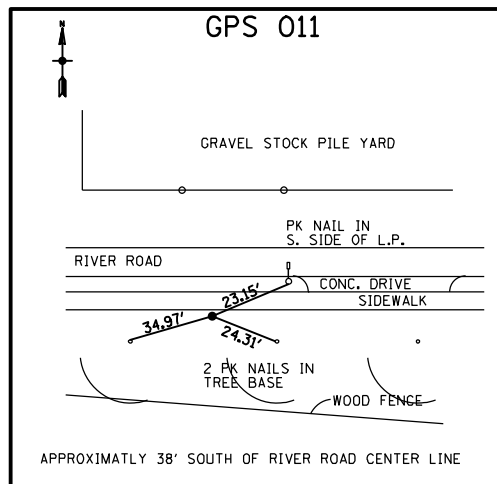 GPS 011
GRAVEL STOCK PILE YARD
PK NAIL IN
S. SIDE OF L.P.
RIVER ROAD
CONC. DRIVE
SIDEWALK
23.15'
34.97'
24.31'
2 PK NAILS IN
TREE BASE
WOOD FENCE
APPROXIMATLY 38' SOUTH OF RIVER ROAD CENTER LINE